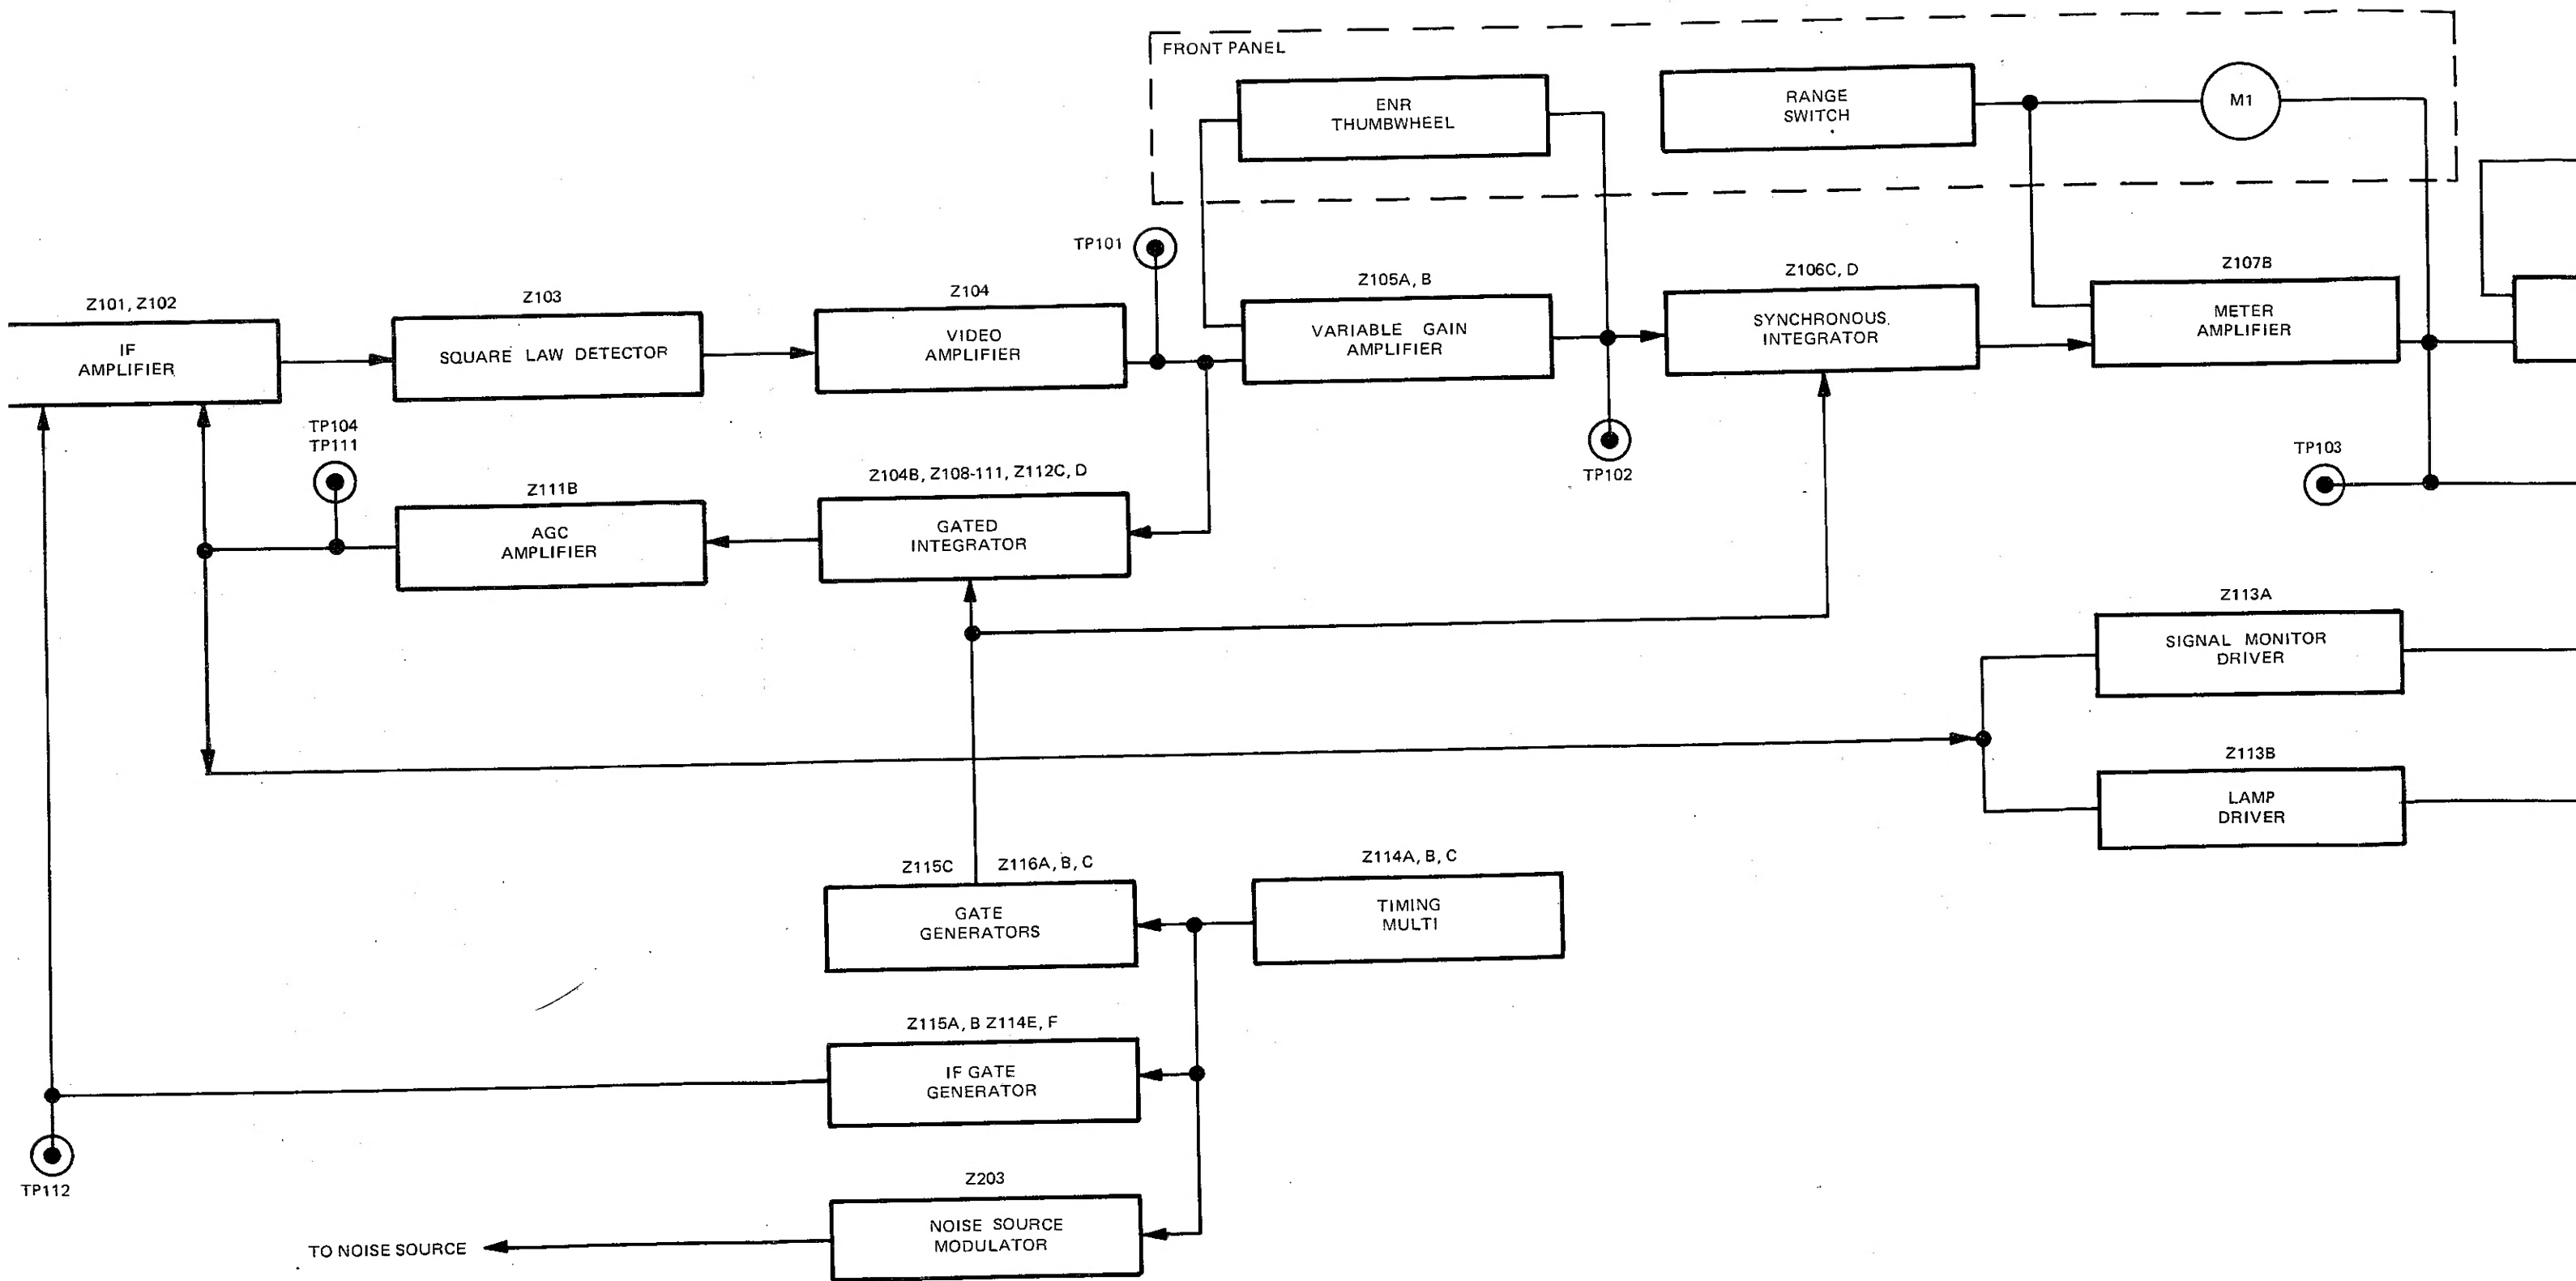 FRONT PANEL
ENR
THUMBWHEEL
RANGE
SWITCH
M1
TP101
Z101, Z102
IF
AMPLIFIER
Z103
SQUARE LAW DETECTOR
Z104
VIDEO
AMPLIFIER
Z105A, B
VARIABLE GAIN
AMPLIFIER
Z106C, D
SYNCHRONOUS
INTEGRATOR
Z107B
METER
AMPLIFIER
TP104
TP111
TP102
TP103
Z111B
AGC
AMPLIFIER
Z104B, Z108-111, Z112C, D
GATED
INTEGRATOR
Z113A
SIGNAL MONITOR
DRIVER
Z113B
LAMP
DRIVER
Z115C Z116A, B, C
GATE
GENERATORS
Z114A, B, C
TIMING
MULTI
Z115A, B Z114E, F
IF GATE
GENERATOR
TP112
Z203
NOISE SOURCE
MODULATOR
TO NOISE SOURCE